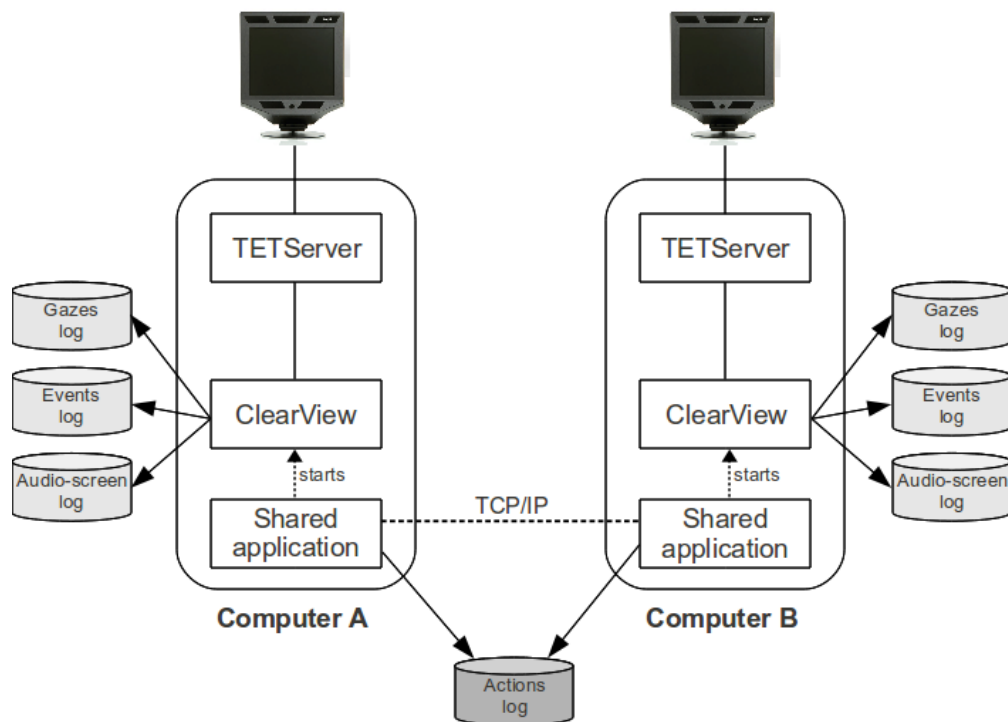 TETServer
TETServer
Gazes
log
Gazes
log
Events
log
ClearView
ClearView
Events
log
Audio-screen
log
starts
starts
Audio-screen
log
Shared
application
TCP/IP
Shared
application
Computer A
Computer B
Actions
log